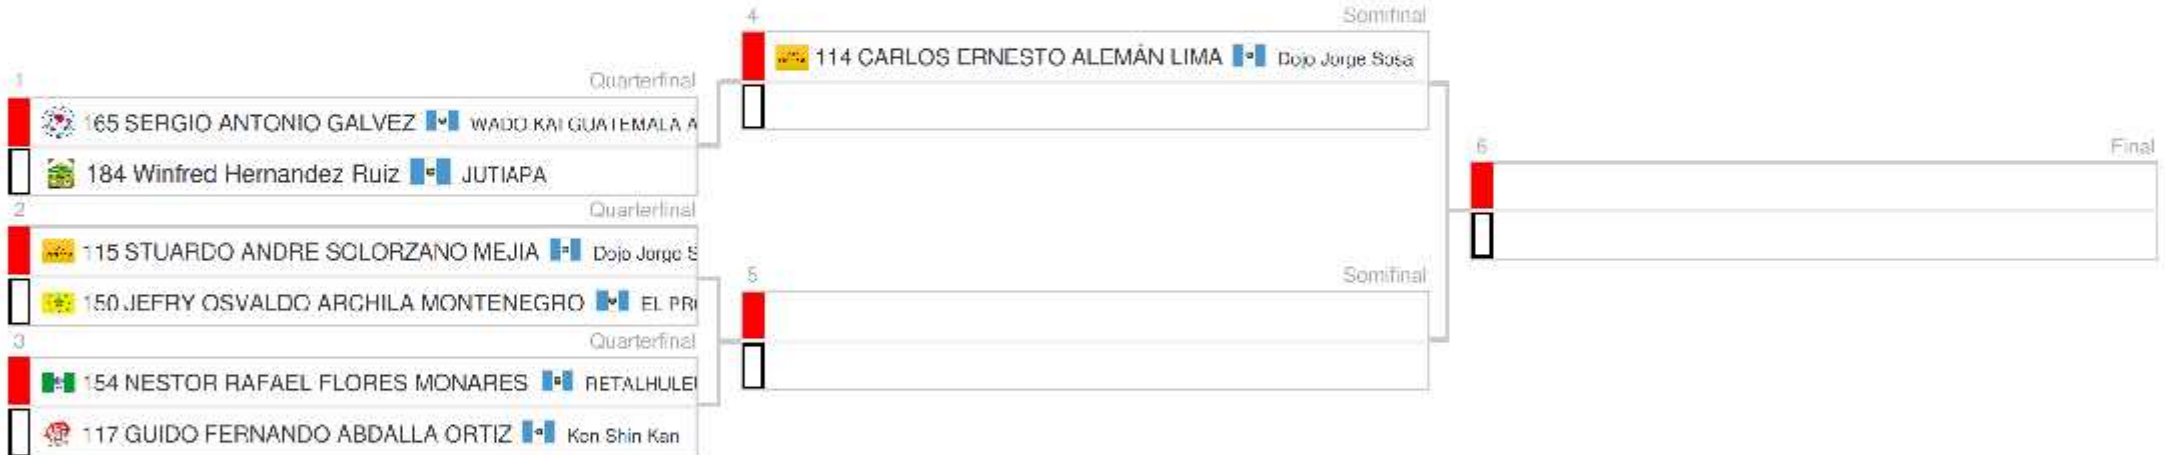 1 Quarterfinal
165 SERGIO ANTONIO GALVEZ WADO KAI GUATEMALA A
184 Winfred Hernandez Ruiz JUTIAPA
2 Quarterfinal
115 STUARDO ANDRE SOLORZANO MEJIA Dojo Jorge S
150 JEFRY OSVALDO ARCHILA MONTENEGRO EL PR
3 Quarterfinal
154 NESTOR RAFAEL FLORES MONARES RETALHULE
117 GUIDO FERNANDO ABDALLA ORTIZ Ken Shin Kan
4 Semifinal
114 CARLOS ERNESTO ALEMÁN LIMA Dojo Jorge Sosa
5 Semifinal
6 Final